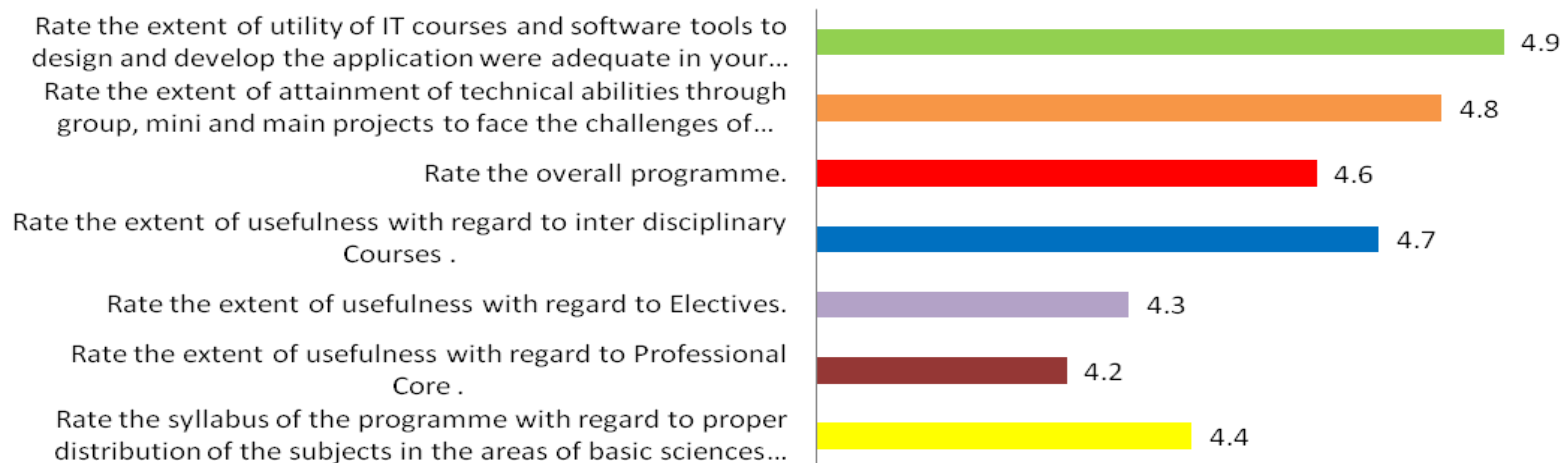 Rate the extent of utility of IT courses and software tools to
design and develop the application were adequate in your...
4.9
Rate the extent of attainment of technical abilities through
group, mini and main projects to face the challenges of...
4.8
Rate the overall programme.
4.6
Rate the extent of usefulness with regard to inter disciplinary
Courses .
4.7
Rate the extent of usefulness with regard to Electives.
4.3
Rate the extent of usefulness with regard to Professional
Core .
4.2
Rate the syllabus of the programme with regard to proper
distribution of the subjects in the areas of basic sciences...
4.4